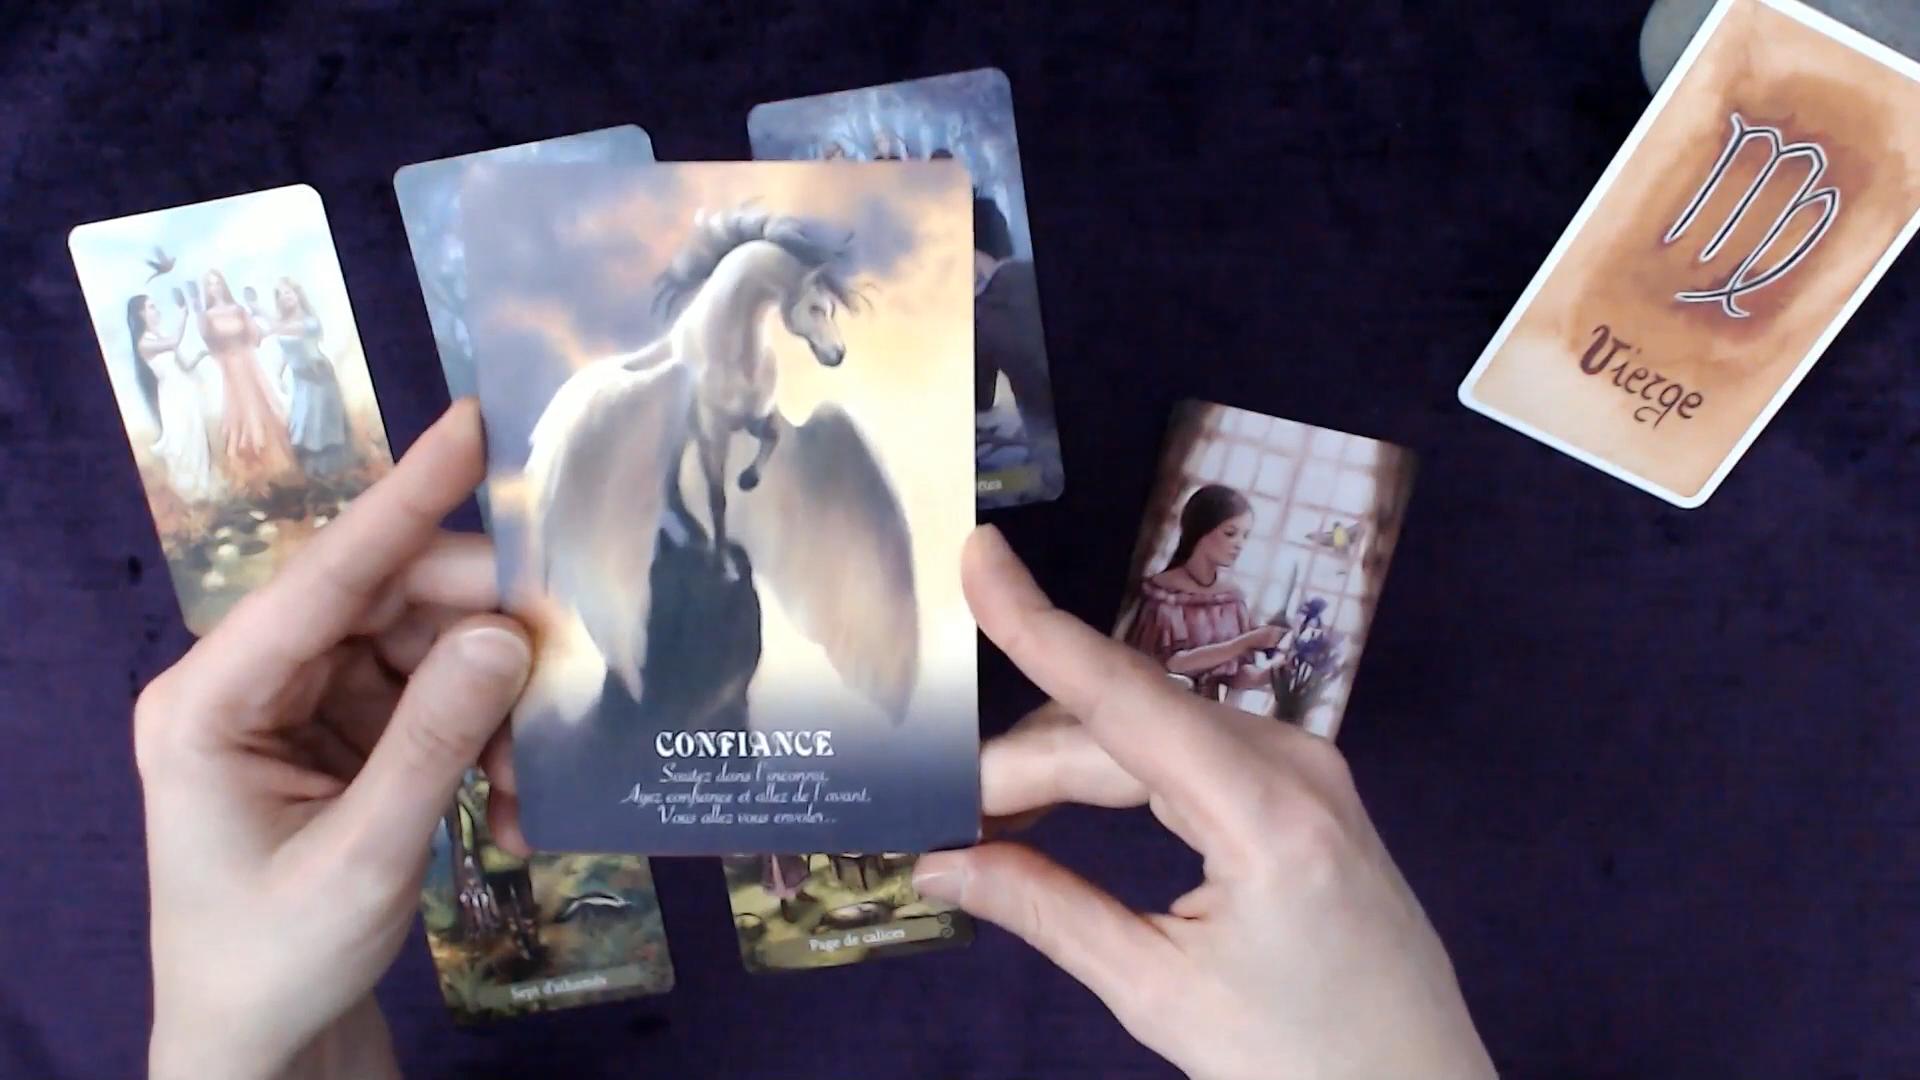 Vierge
CONFIANCE
Sautez dans l'inconnu.
Ayez confiance et allez de l'avant.
Vous allez vous envoler...
Page de calices
Sept d'athamés